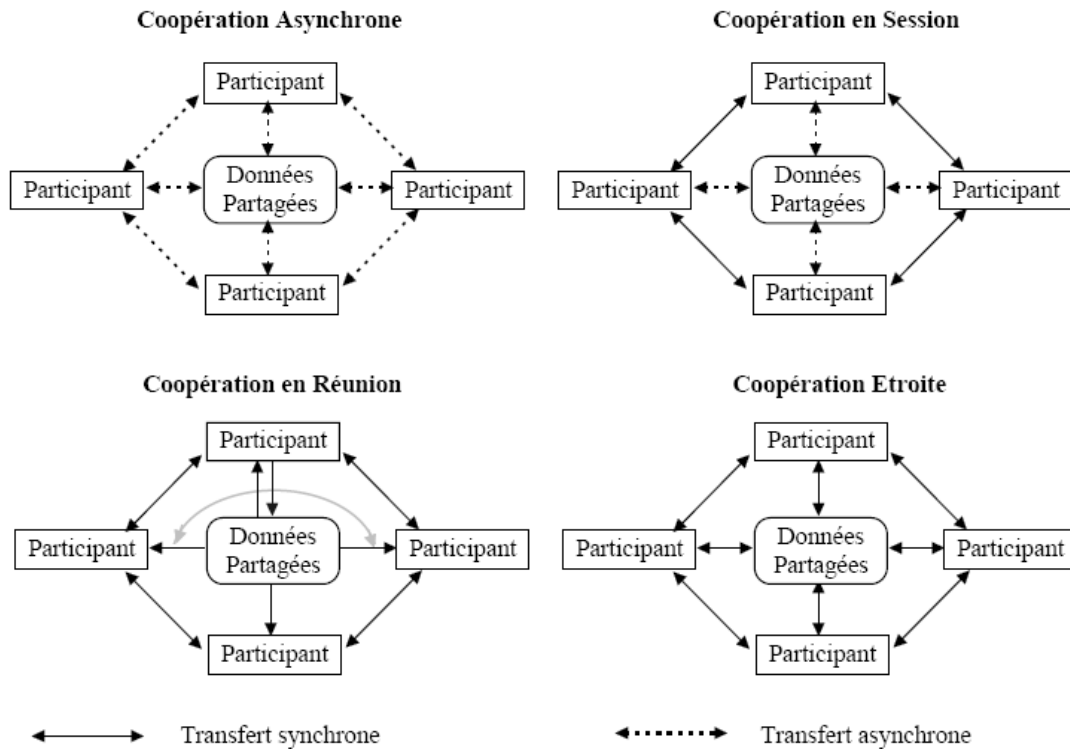 Coopération Asynchrone
Participant
Participant
Données
Partagées
Participant
Participant
Coopération en Session
Participant
Participant
Données
Partagées
Participant
Participant
Coopération en Réunion
Participant
Participant
Données
Partagées
Participant
Participant
Coopération Etroite
Participant
Participant
Données
Partagées
Participant
Participant
Transfert synchrone
Transfert asynchrone